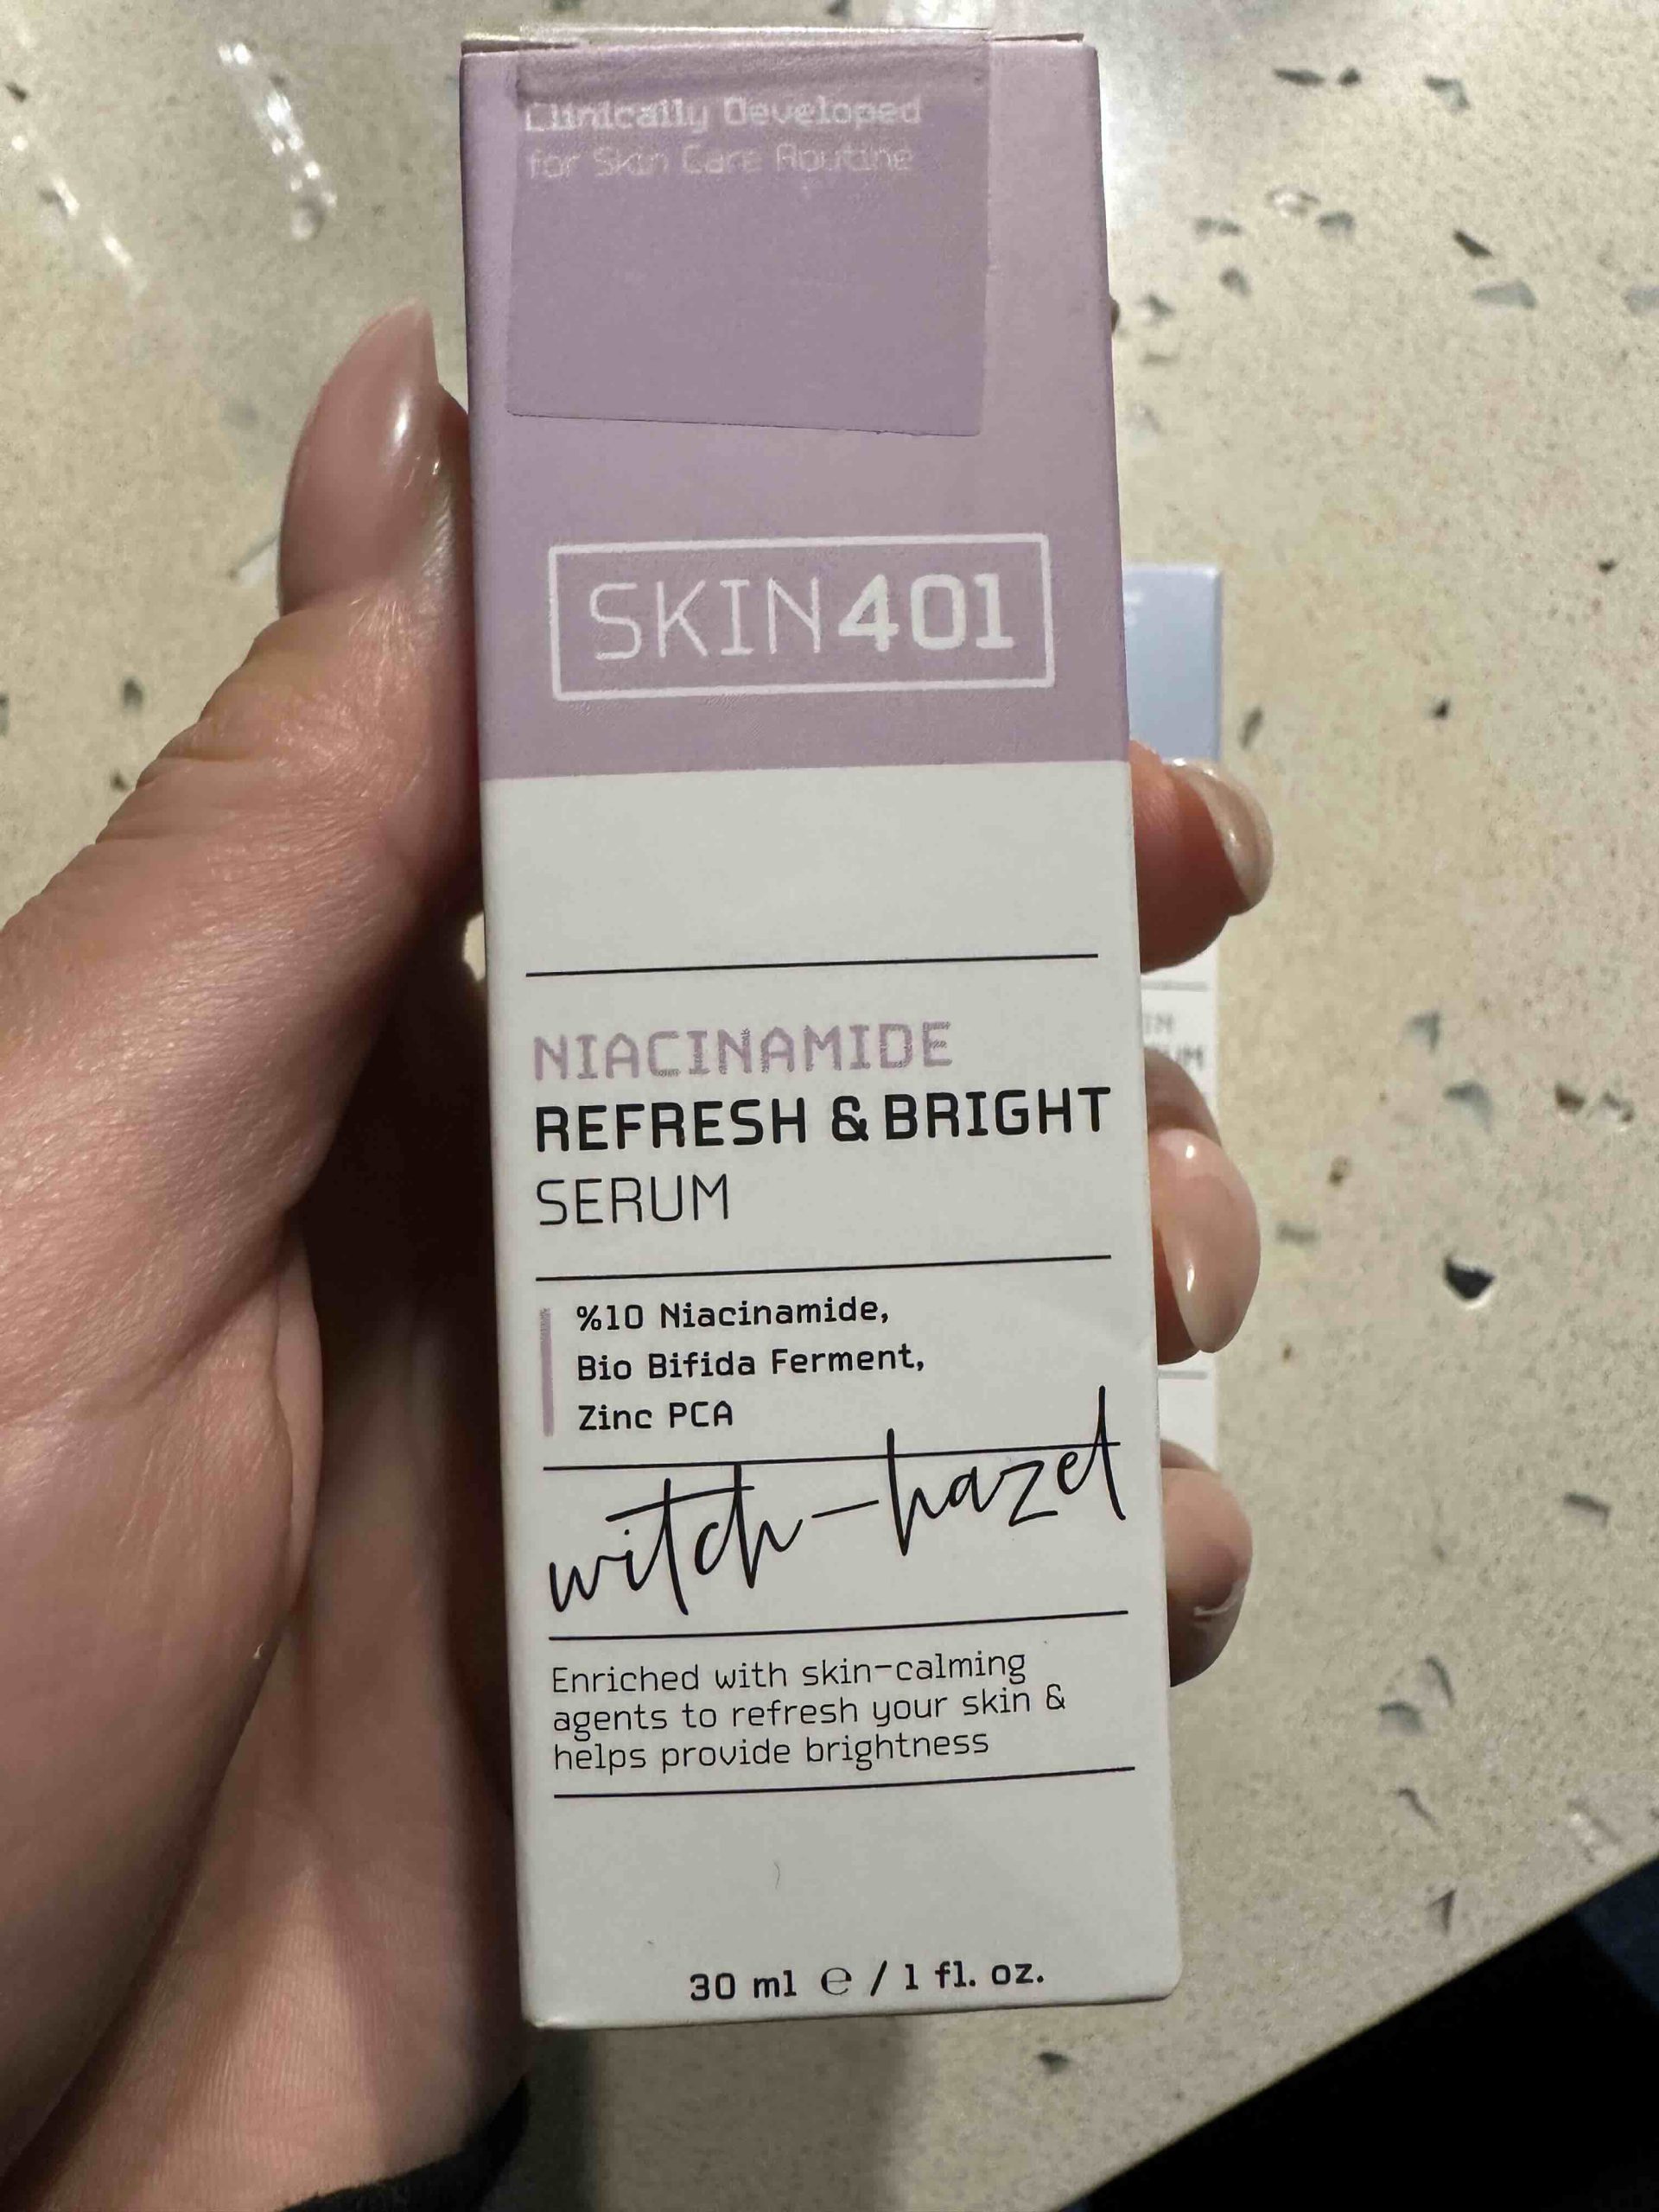 Clinically Developed
for Skin Care Routine
SKIN401
NIACINAMIDE
REFRESH & BRIGHT
SERUM
%10 Niacinamide,
Bio Bifida Ferment,
Zinc PCA
witch-hazel
Enriched with skin-calming
agents to refresh your skin &
helps provide brightness
30 ml e / 1 fl. oz.